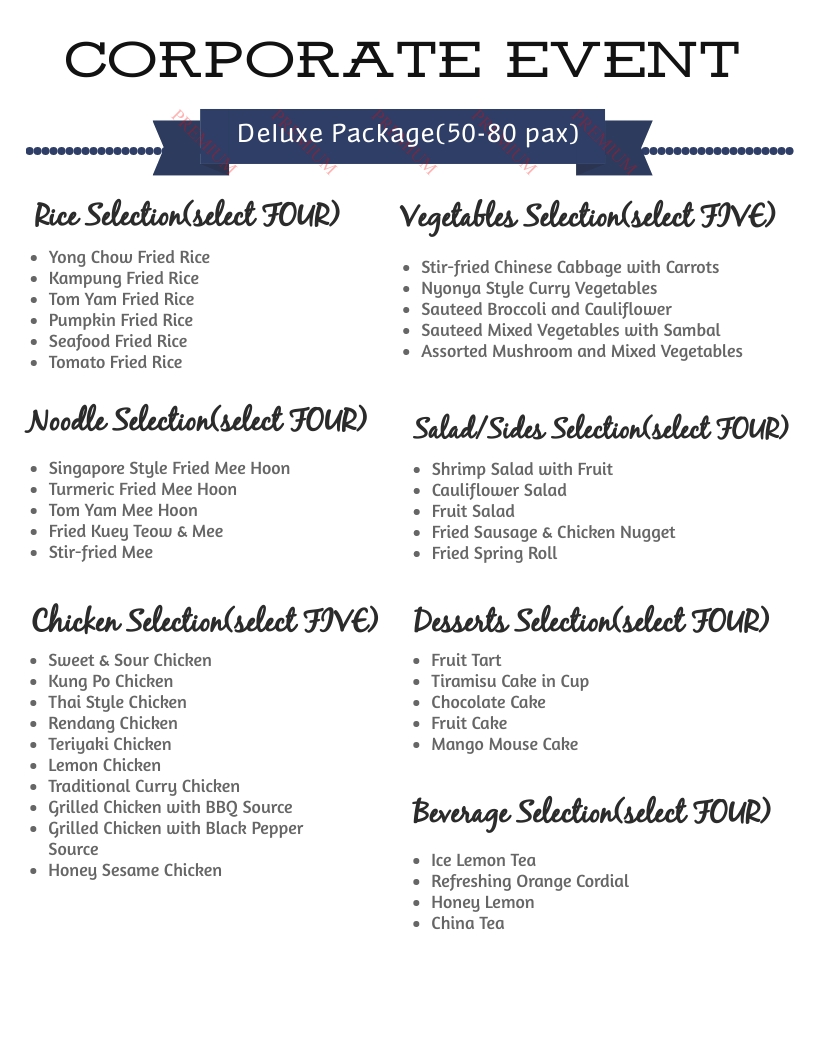 CORPORATE EVENT
Deluxe Package(50-80 pax)
PREMIUM PREMIUM PREMIUM PREMIUM PREMIUM
Rice Selection(select FOUR)
Yong Chow Fried Rice
Kampung Fried Rice
Tom Yam Fried Rice
Pumpkin Fried Rice
Seafood Fried Rice
Tomato Fried Rice
Noodle Selection(select FOUR)
Singapore Style Fried Mee Hoon
Turmeric Fried Mee Hoon
Tom Yam Mee Hoon
Fried Kuey Teow & Mee
Stir-fried Mee
Chicken Selection(select FIVE)
Sweet & Sour Chicken
Kung Po Chicken
Thai Style Chicken
Rendang Chicken
Teriyaki Chicken
Lemon Chicken
Traditional Curry Chicken
Grilled Chicken with BBQ Source
Grilled Chicken with Black Pepper
Source
Honey Sesame Chicken
Vegetables Selection(select FIVE)
Stir-fried Chinese Cabbage with Carrots
Nyonya Style Curry Vegetables
Sauteed Broccoli and Cauliflower
Sauteed Mixed Vegetables with Sambal
Assorted Mushroom and Mixed Vegetables
Salad/Sides Selection(select FOUR)
Shrimp Salad with Fruit
Cauliflower Salad
Fruit Salad
Fried Sausage & Chicken Nugget
Fried Spring Roll
Desserts Selection(select FOUR)
Fruit Tart
Tiramisu Cake in Cup
Chocolate Cake
Fruit Cake
Mango Mouse Cake
Beverage Selection(select FOUR)
Ice Lemon Tea
Refreshing Orange Cordial
Honey Lemon
China Tea